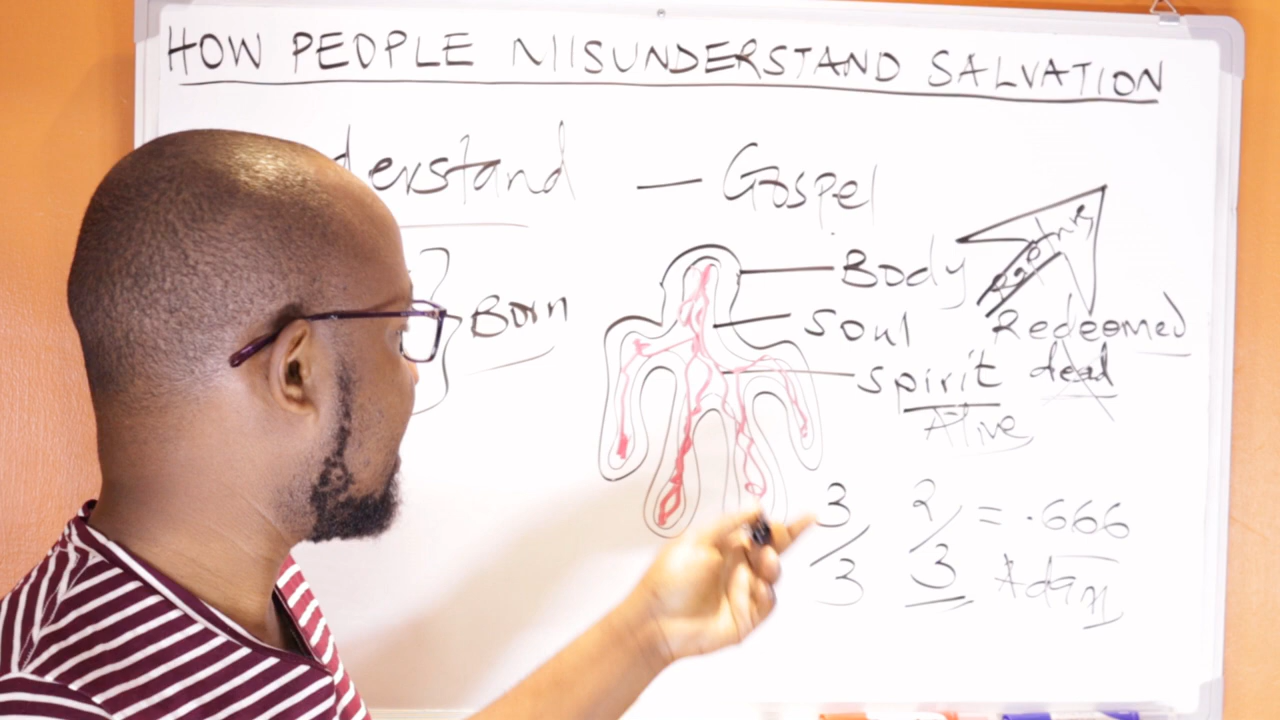 HOW PEOPLE MISUNDERSTAND SALVATION
derstand — Gospel
Born
Body
Soul
Redeemed
spirit dead
Alive
3/3 2/3 = .666
Adam